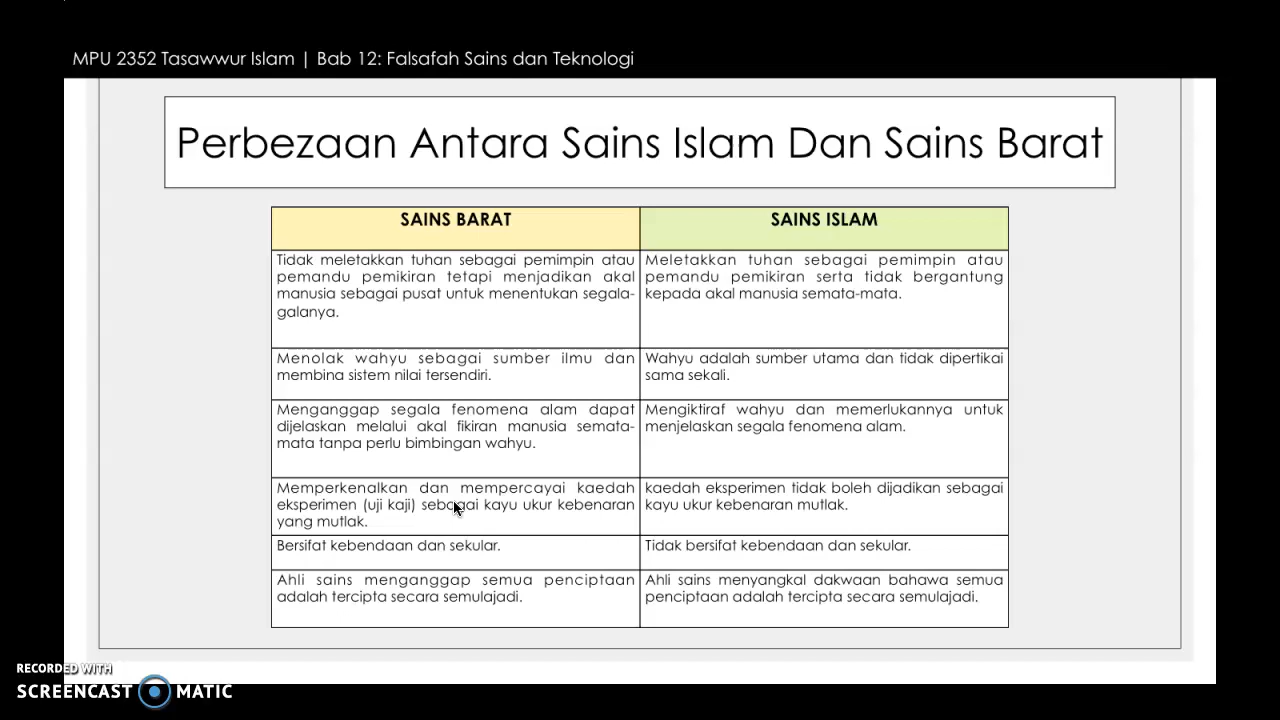 MPU 2352 Tasawwur Islam | Bab 12: Falsafah Sains dan Teknologi
Perbezaan Antara Sains Islam Dan Sains Barat
SAINS BARAT
SAINS ISLAM
Tidak meletakkan tuhan sebagai pemimpin atau
pemandu pemikiran tetapi menjadikan akal
manusia sebagai pusat untuk menentukan segala-
galanya.
Meletakkan tuhan sebagai pemimpin atau
pemandu pemikiran serta tidak bergantung
kepada akal manusia semata-mata.
Menolak wahyu sebagai sumber ilmu dan
membina sistem nilai tersendiri.
Wahyu adalah sumber utama dan tidak dipertikai
sama sekali.
Menganggap segala fenomena alam dapat
dijelaskan melalui akal fikiran manusia semata-
mata tanpa perlu bimbingan wahyu.
Mengiktiraf wahyu dan memerlukannya untuk
menjelaskan segala fenomena alam.
Memperkenalkan dan mempercayai kaedah
eksperimen (uji kaji) sebagai kayu ukur kebenaran
yang mutlak.
kaedah eksperimen tidak boleh dijadikan sebagai
kayu ukur kebenaran mutlak.
Bersifat kebendaan dan sekular.
Tidak bersifat kebendaan dan sekular.
Ahli sains menganggap semua penciptaan
adalah tercipta secara semulajadi.
Ahli sains menyangkal dakwaan bahawa semua
penciptaan adalah tercipta secara semulajadi.
RECORDED WITH
SCREENCAST MATIC